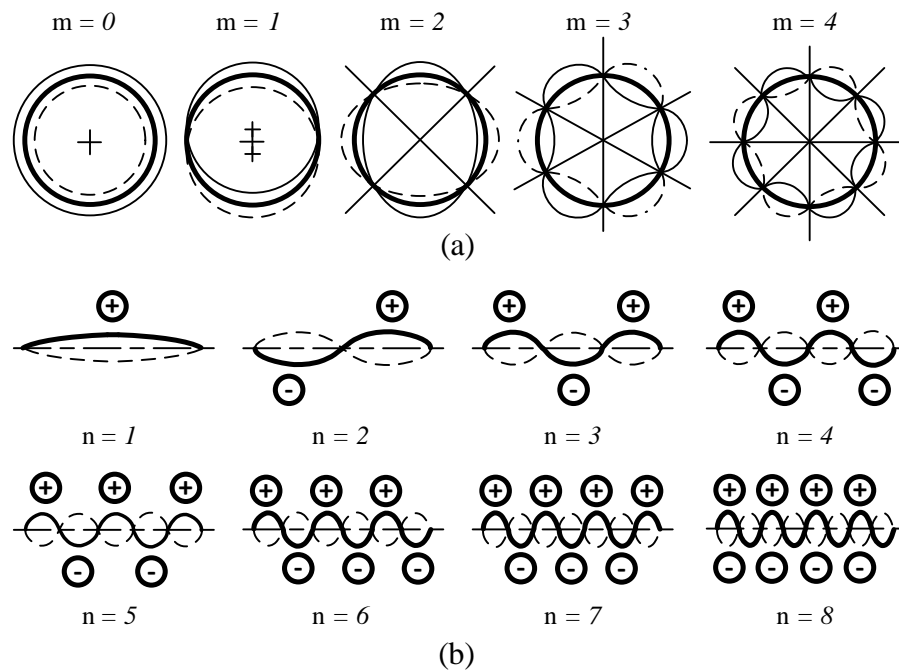 m = 0 m = 1 m = 2 m = 3 m = 4
(a)
+ + + + + +
- - - -
n = 1 n = 2 n = 3 n = 4
+ + + + + + + + + + + + + +
- - - - - - - - - - - -
n = 5 n = 6 n = 7 n = 8
(b)